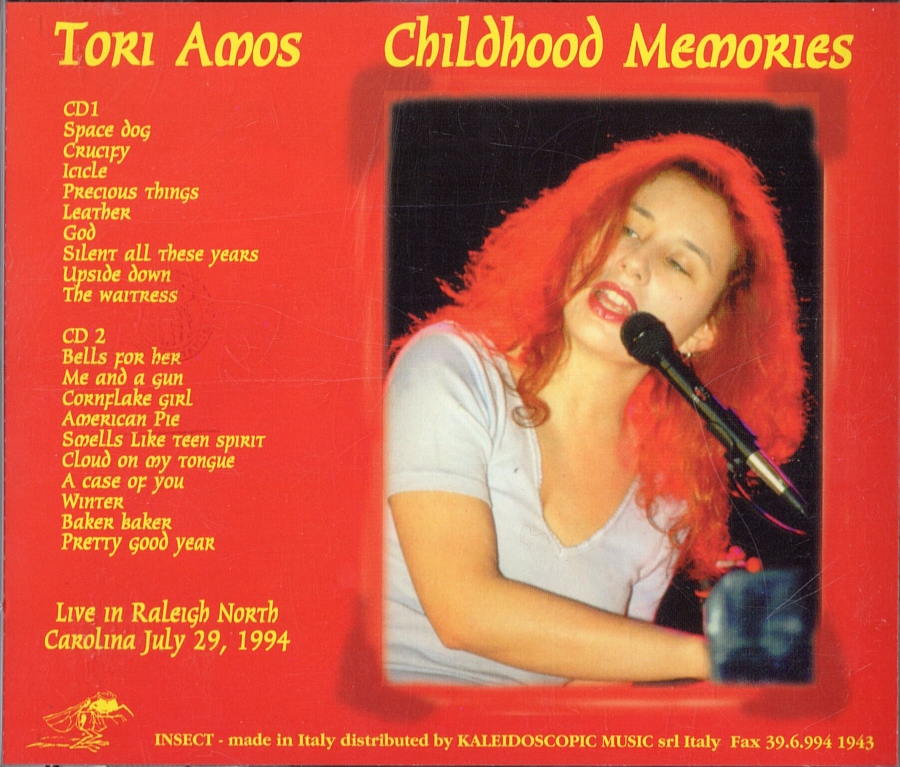 Tori Amos Childhood Memories
CD1
Space dog
Crucify
Icicle
Precious things
Leather
God
Silent all these years
Upside down
The waitress
CD 2
Bells for her
Me and a gun
Cornflake girl
American Pie
Smells Like teen spirit
Cloud on my tongue
A case of you
Winter
Baker baker
Pretty good year
Live in Raleigh North
Carolina July 29, 1994
INSECT - made in Italy distributed by KALEIDOSCOPIC MUSIC srl Italy Fax 39.6.994 1943